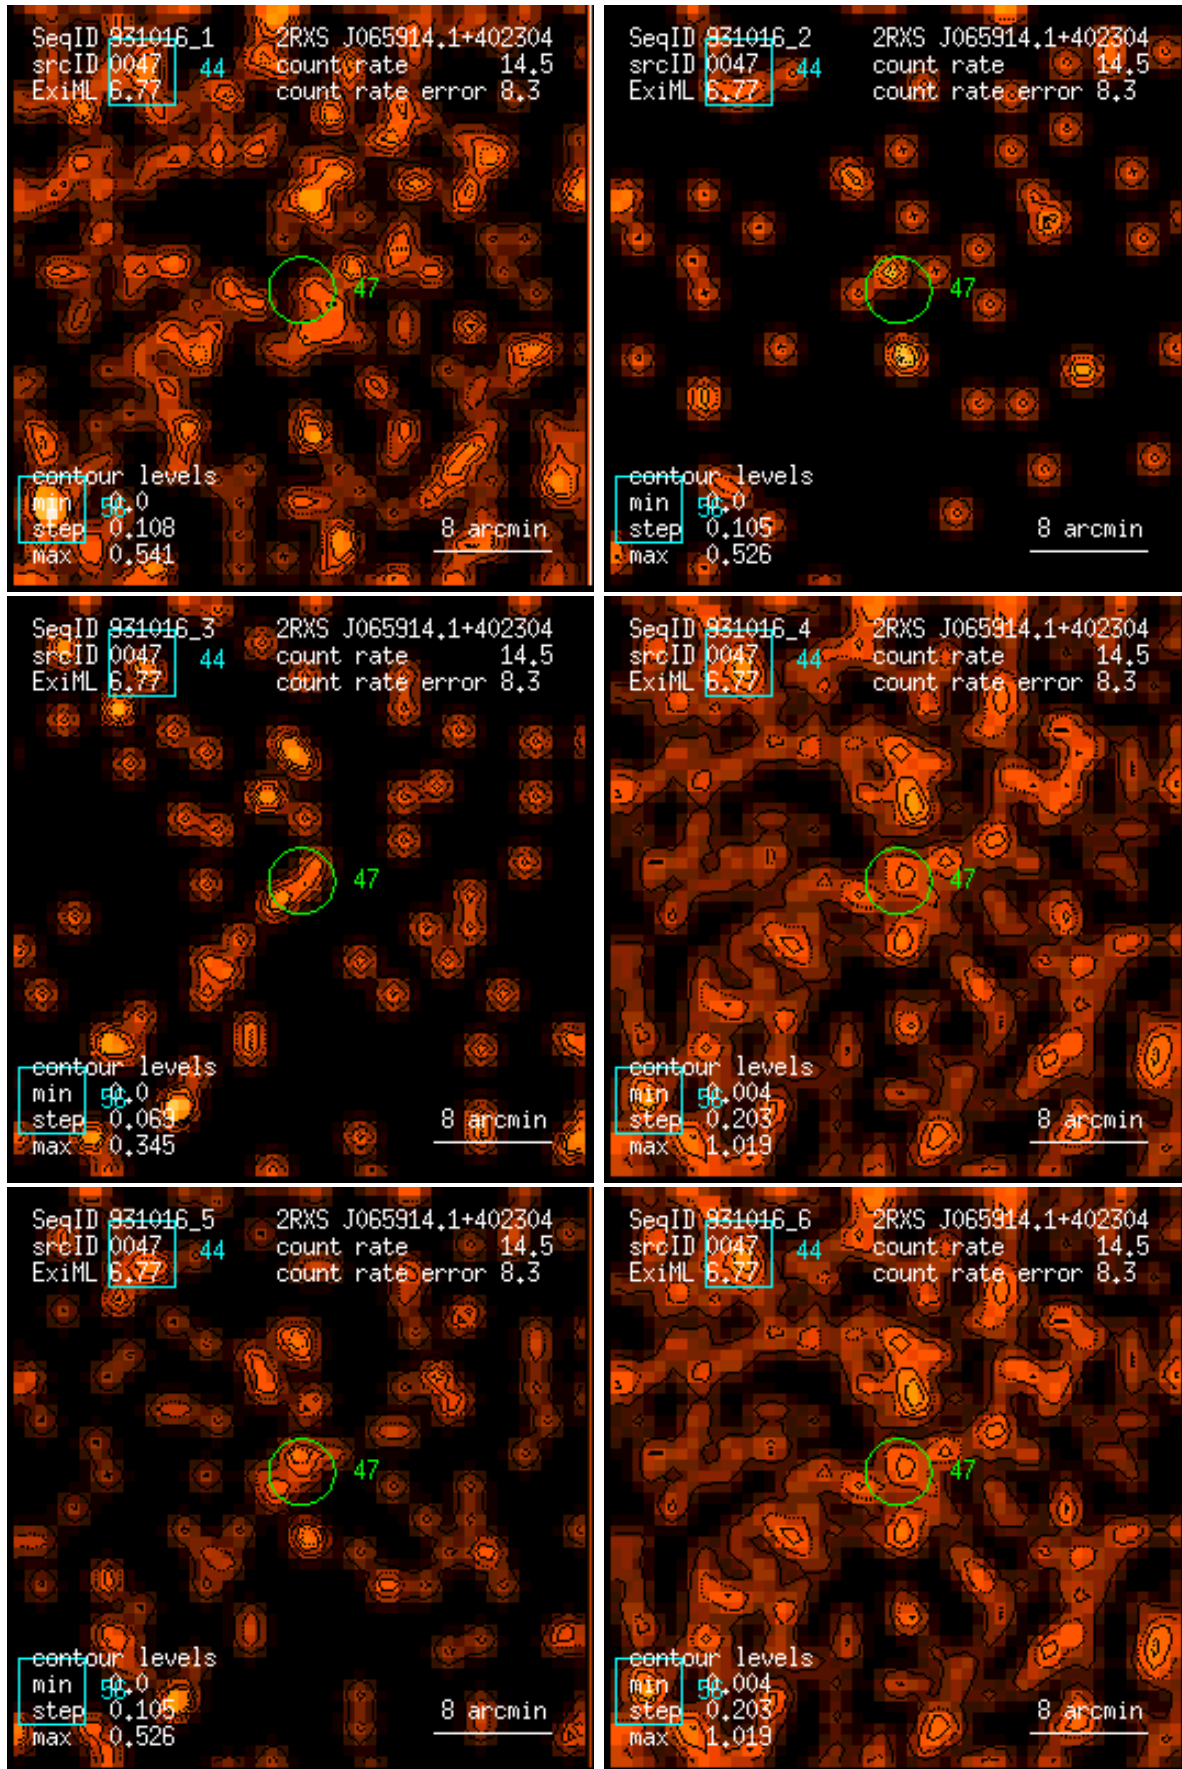 SeqID 931016_1 2RXS J065914.1+402304
srcID 0047 44 count rate 14.5
ExiML 6.77 count rate error 8.3
47
contour levels
min 0.0 56
step 0.108 8 arcmin
max 0.541
SeqID 931016_2 2RXS J065914.1+402304
srcID 0047 44 count rate 14.5
ExiML 6.77 count rate error 8.3
47
contour levels
min 0.0 56
step 0.105 8 arcmin
max 0.526
SeqID 931016_3 2RXS J065914.1+402304
srcID 0047 44 count rate 14.5
ExiML 6.77 count rate error 8.3
47
contour levels
min 0.0 56
step 0.069 8 arcmin
max 0.345
SeqID 931016_4 2RXS J065914.1+402304
srcID 0047 44 count rate 14.5
ExiML 6.77 count rate error 8.3
47
contour levels
min 0.004 56
step 0.203 8 arcmin
max 1.019
SeqID 931016_5 2RXS J065914.1+402304
srcID 0047 44 count rate 14.5
ExiML 6.77 count rate error 8.3
47
contour levels
min 0.0 56
step 0.105 8 arcmin
max 0.526
SeqID 931016_6 2RXS J065914.1+402304
srcID 0047 44 count rate 14.5
ExiML 6.77 count rate error 8.3
47
contour levels
min 0.004 56
step 0.203 8 arcmin
max 1.019